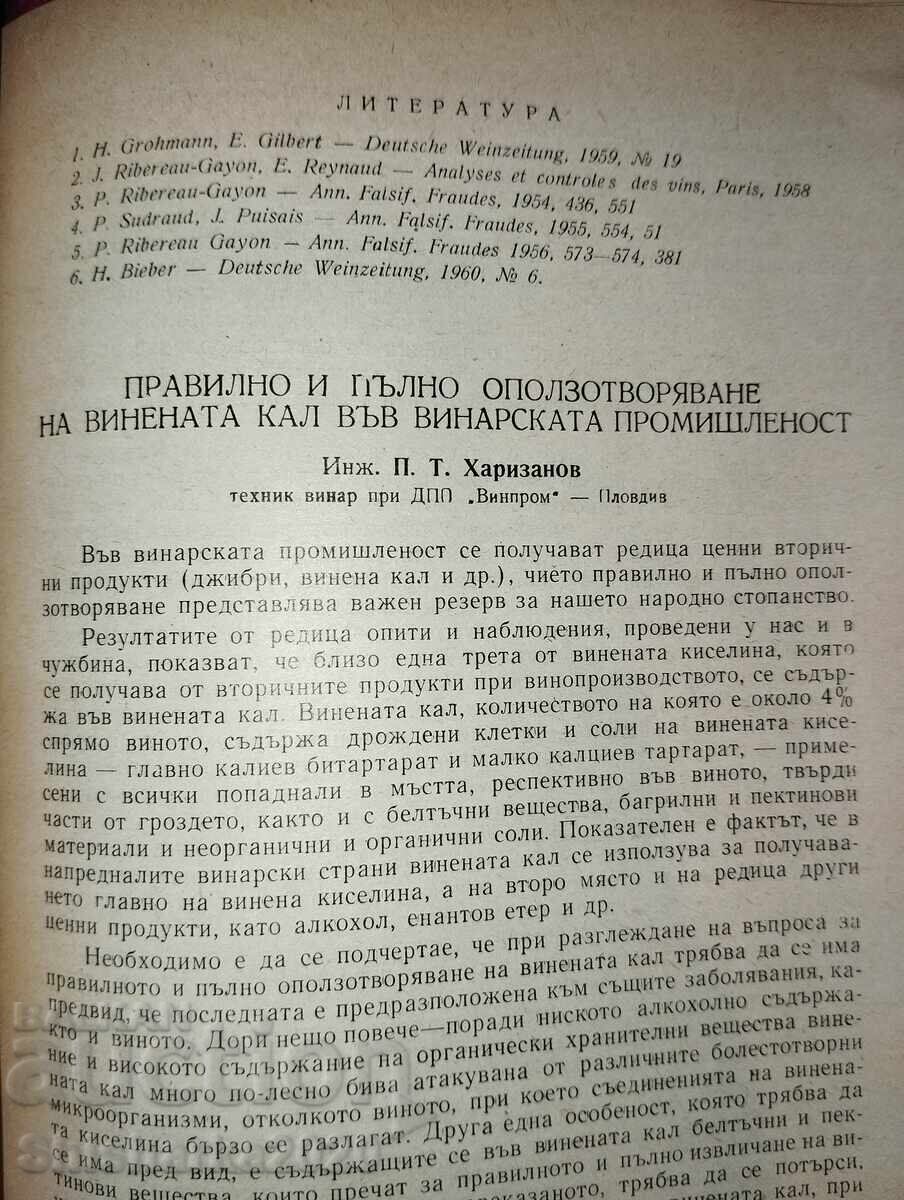 ЛИТЕРАТУРА
1. H. Grohmann, E. Gilbert — Deutsche Weinzeitung, 1959, № 19
2. J. Ribereau-Gayon, E. Reynaud — Analyses et controles des vins, Paris, 1958
3. P. Ribereau-Gayon — Ann. Falsif. Fraudes, 1954, 436, 551
4. P. Sudraud, J. Puisais — Ann. Falsif. Fraudes, 1955, 554, 51
5. P. Ribereau Gayon — Ann. Falsif. Fraudes 1956, 573—574, 381
6. H. Bieber — Deutsche Weinzeitung, 1960, № 6.
ПРАВИЛНО И ПЪЛНО ОПОЛЗОТВОРЯВАНЕ
НА ВИНЕНАТА КАЛ ВЪВ ВИНАРСКАТА ПРОМИШЛЕНОСТ
Инж. П. Т. Харизанов
техник винар при ДПП „Винпром“ — Пловдив
Във винарската промишленост се получават редица ценни втори-
чни продукти (джибри, винена кал и др.), чието правилно и пълно опол-
зотворяване представлява важен резерв за нашето народно стопанство.
Резултатите от редица опити и наблюдения, проведени у нас и в
чужбина, показват, че близо една трета от винената киселина, която
се получава от вторичните продукти при винопроизводството, се съдър-
жа във винената кал. Винената кал, количеството на която е около 4%
спрямо виното, съдържа дрождени клетки и соли на винената кисе-
лина — главно калиев битартарат и малко калциев тартарат, — приме-
сени с всички попаднали в мъстта, респективно във виното, твърди
части от гроздето, както и с белтъчни вещества, багрилни и пектинови
материали и неорганични и органични соли. Показателен е фактът, че в
напредналите винарски страни винената кал се използува за получава-
нето главно на винена киселина, а на второ място и на редица други
ценни продукти, като алкохол, енантов етер и др.
Необходимо е да се подчертае, че при разглеждане на въпроса за
правилното и пълно оползотворяване на винената кал трябва да се има
предвид, че последната е предразположена към същите заболявания, ка-
кто и виното. Дори нещо повече—поради ниското алкохолно съдържа-
ние и високото съдържание на органически хранителни вещества вине-
ната кал много по-лесно бива атакувана от различните болестотворни
микроорганизми, отколкото виното, при което съединенията на винена-
та киселина бързо се разлагат. Друга една особеност, която трябва да
се има пред вид, е съдържащите се във винената кал белтъчни и пек-
тинови вещества, които пречат за правилното и пълно извличане на ви-
казаното, трябва да се потърси,
винената кал, при